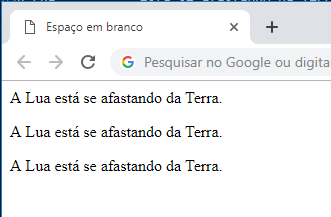 Espaço em branco
Pesquisar no Google ou digita
A Lua está se afastando da Terra.
A Lua está se afastando da Terra.
A Lua está se afastando da Terra.